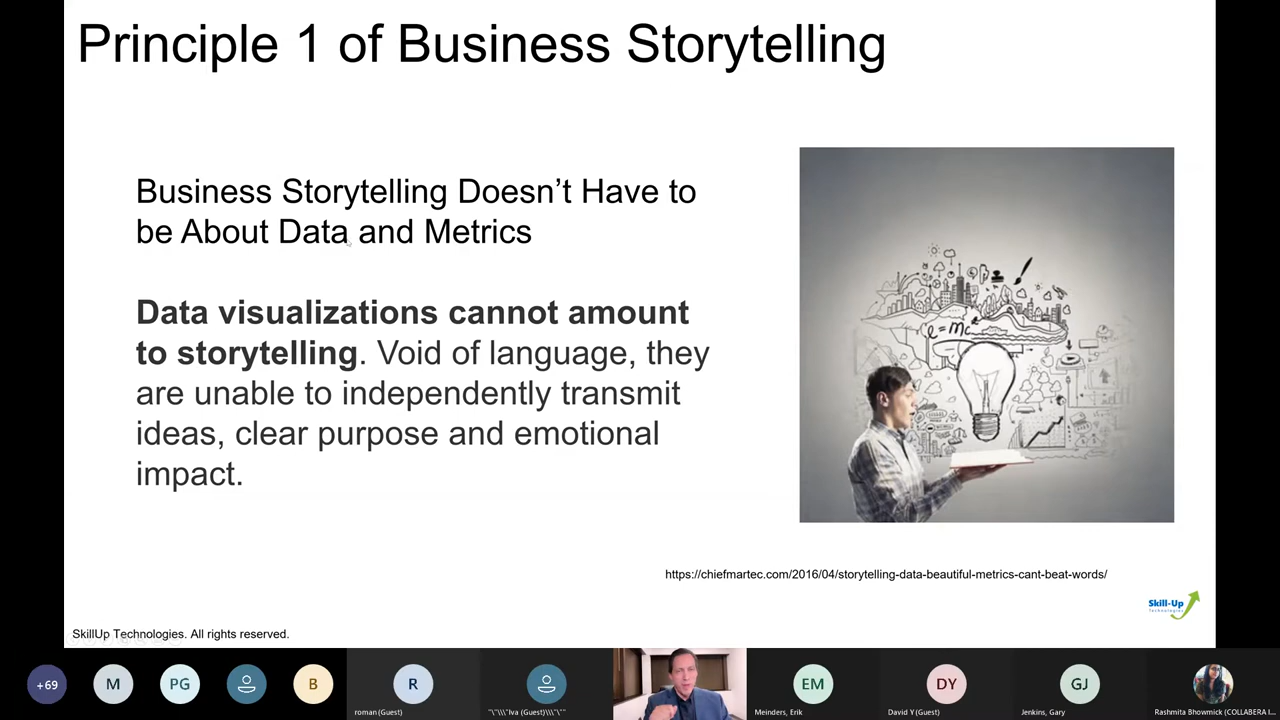 Principle 1 of Business Storytelling
Business Storytelling Doesn’t Have to
be About Data and Metrics
Data visualizations cannot amount
to storytelling. Void of language, they
are unable to independently transmit
ideas, clear purpose and emotional
impact.
e=mc²
https://chiefmartec.com/2016/04/storytelling-data-beautiful-metrics-cant-beat-words/
Skill-Up
Technologies
SkillUp Technologies. All rights reserved.
+69
M
PG
B
R
EM
DY
GJ
roman (Guest)
"\"\\\"Iva (Guest)\\\"\""
Meinders, Erik
David Y (Guest)
Jenkins, Gary
Rashmita Bhowmick (COLLABERA I...